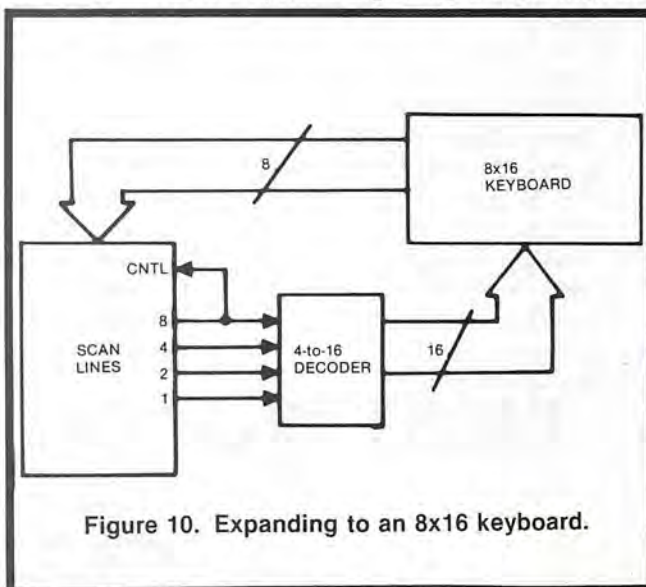 8
8x16
KEYBOARD
CNTL
8
4
2
1
SCAN
LINES
4-to-16
DECODER
16
Figure 10. Expanding to an 8x16 keyboard.